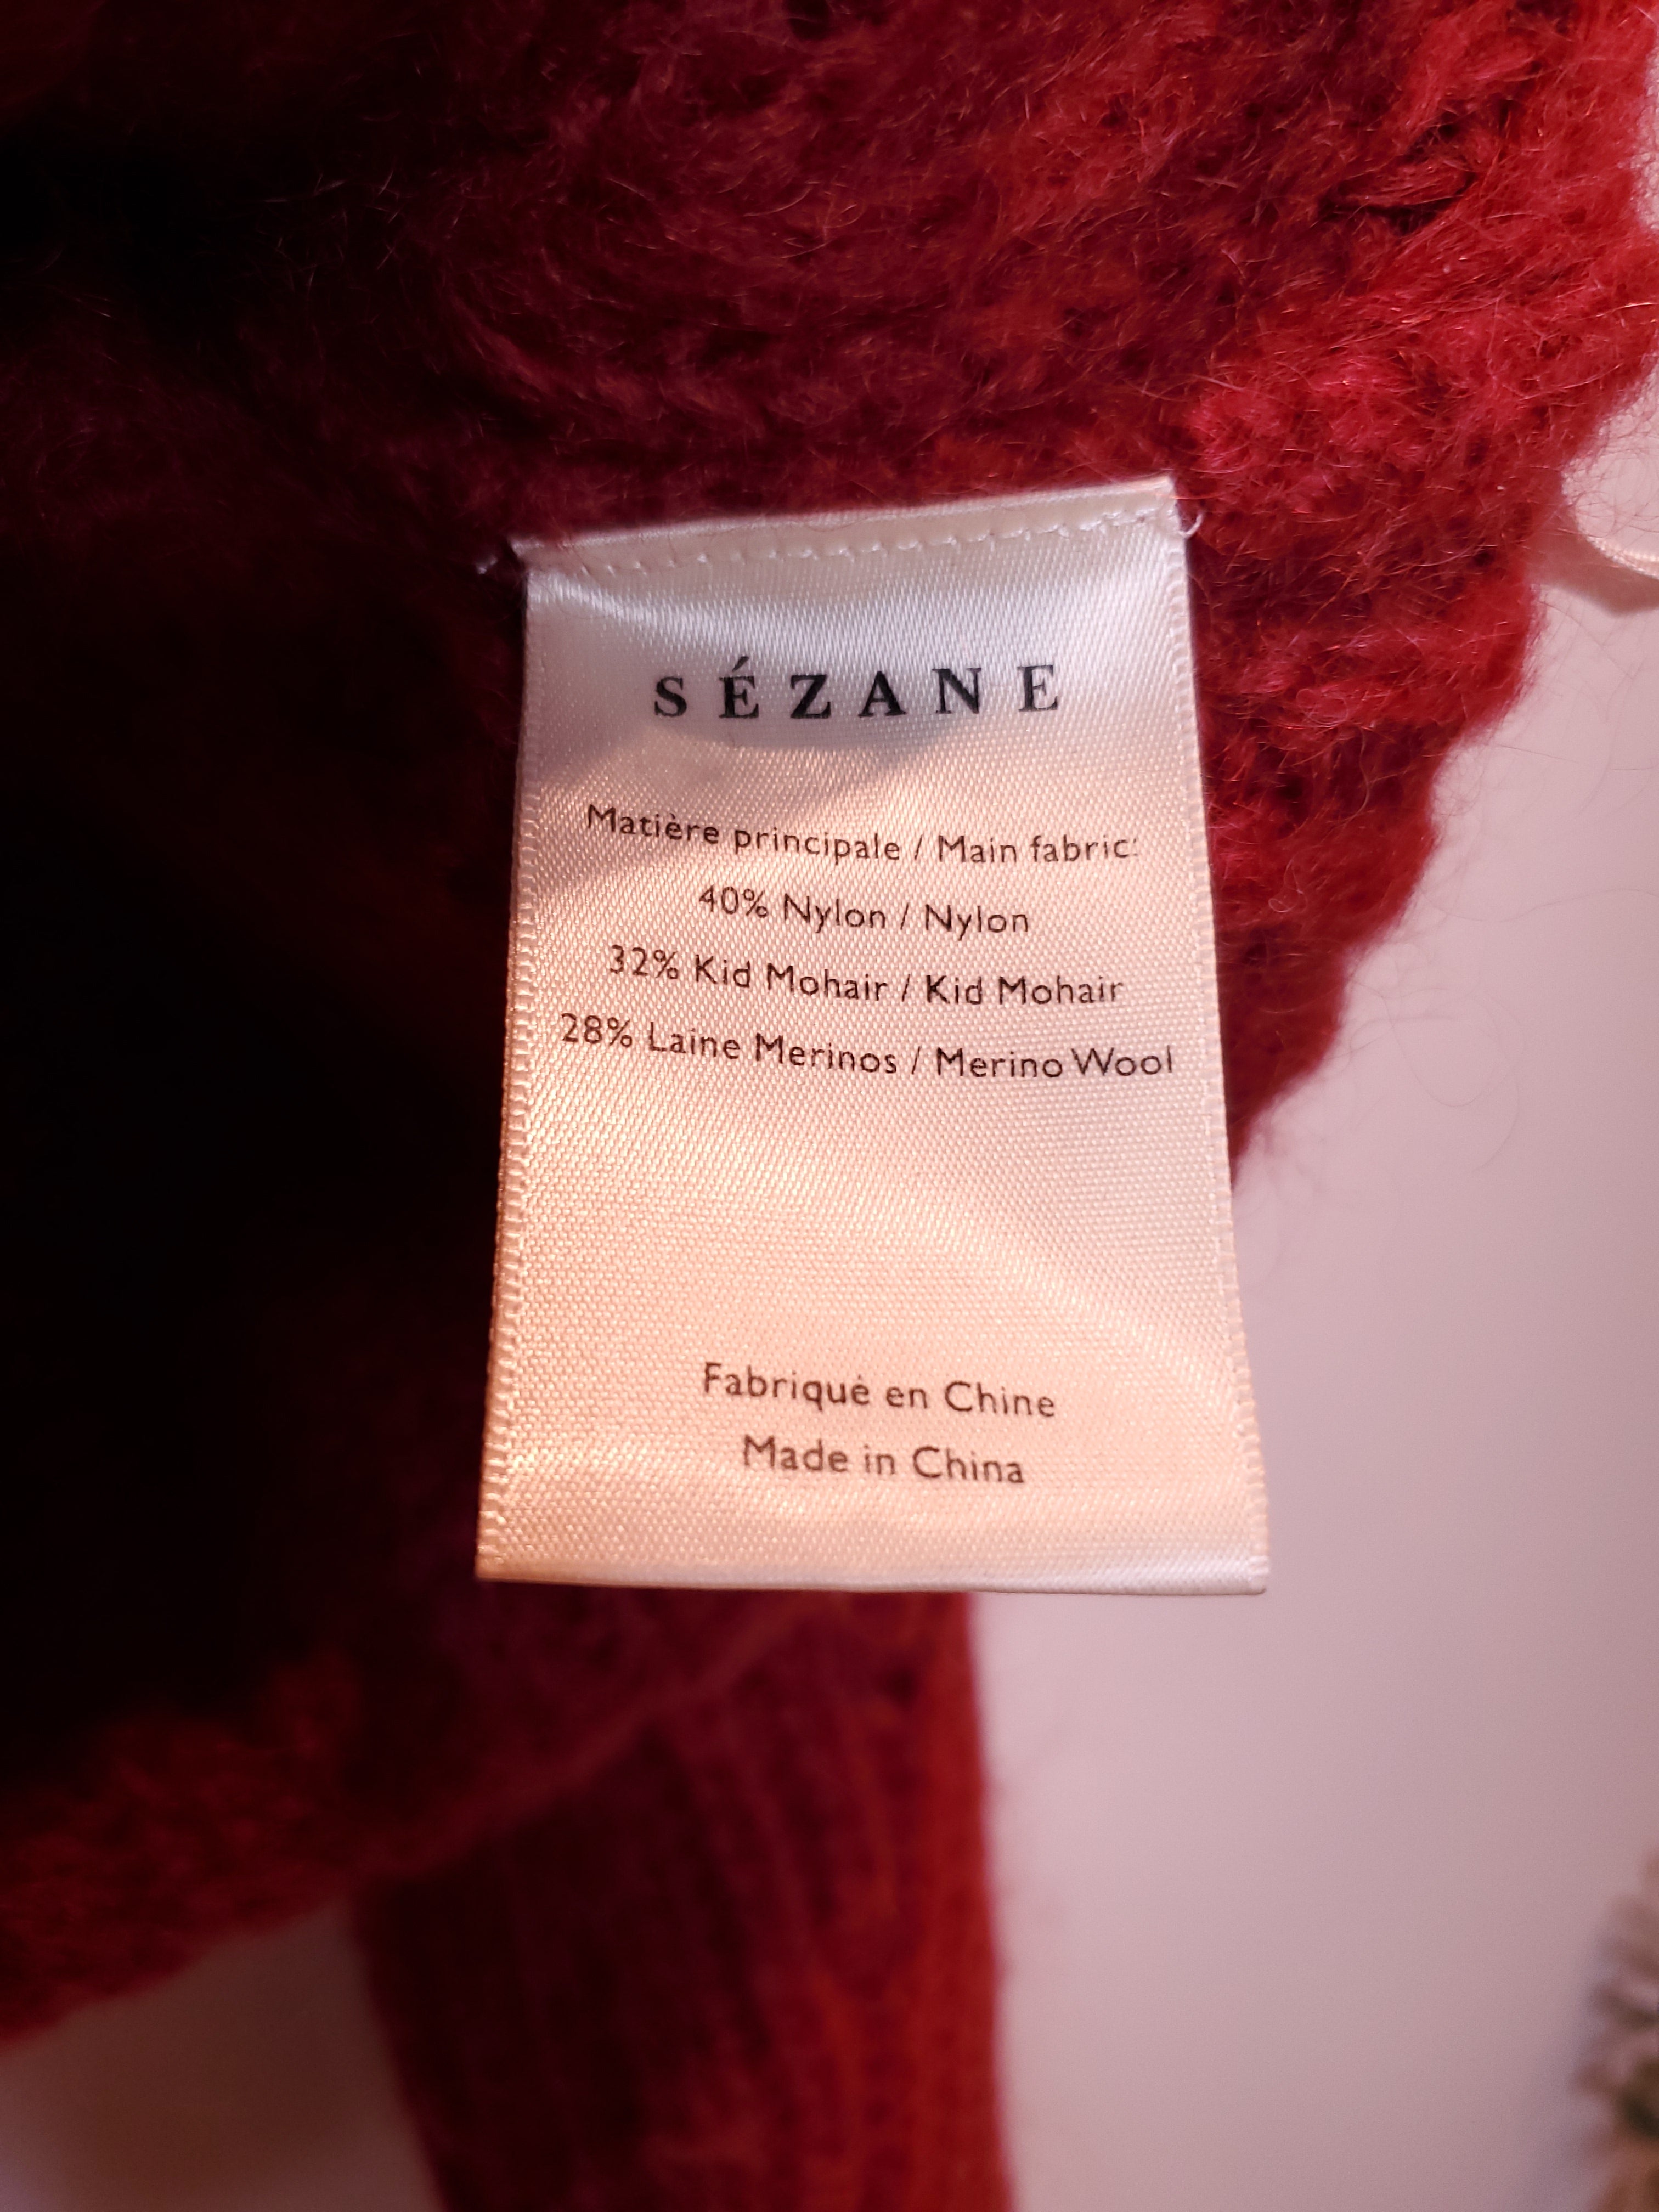 SÉZANE
Matière principale / Main fabric:
40% Nylon / Nylon
32% Kid Mohair / Kid Mohair
28% Laine Merinos / Merino Wool
Fabriqué en Chine
Made in China